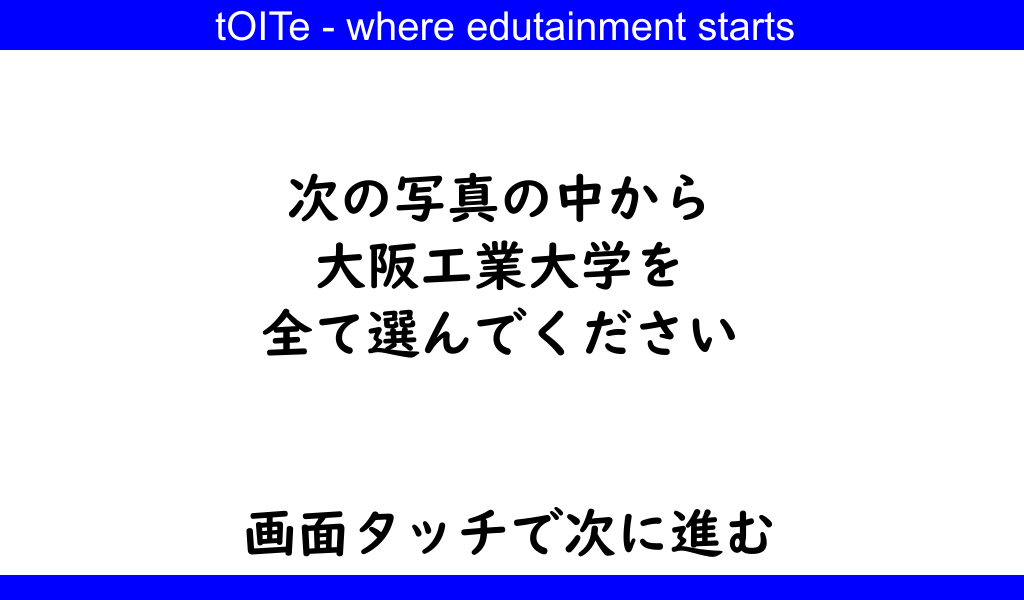 tOITe - where edutainment starts
次の写真の中から
大阪工業大学を
全て選んでください
画面タッチで次に進む